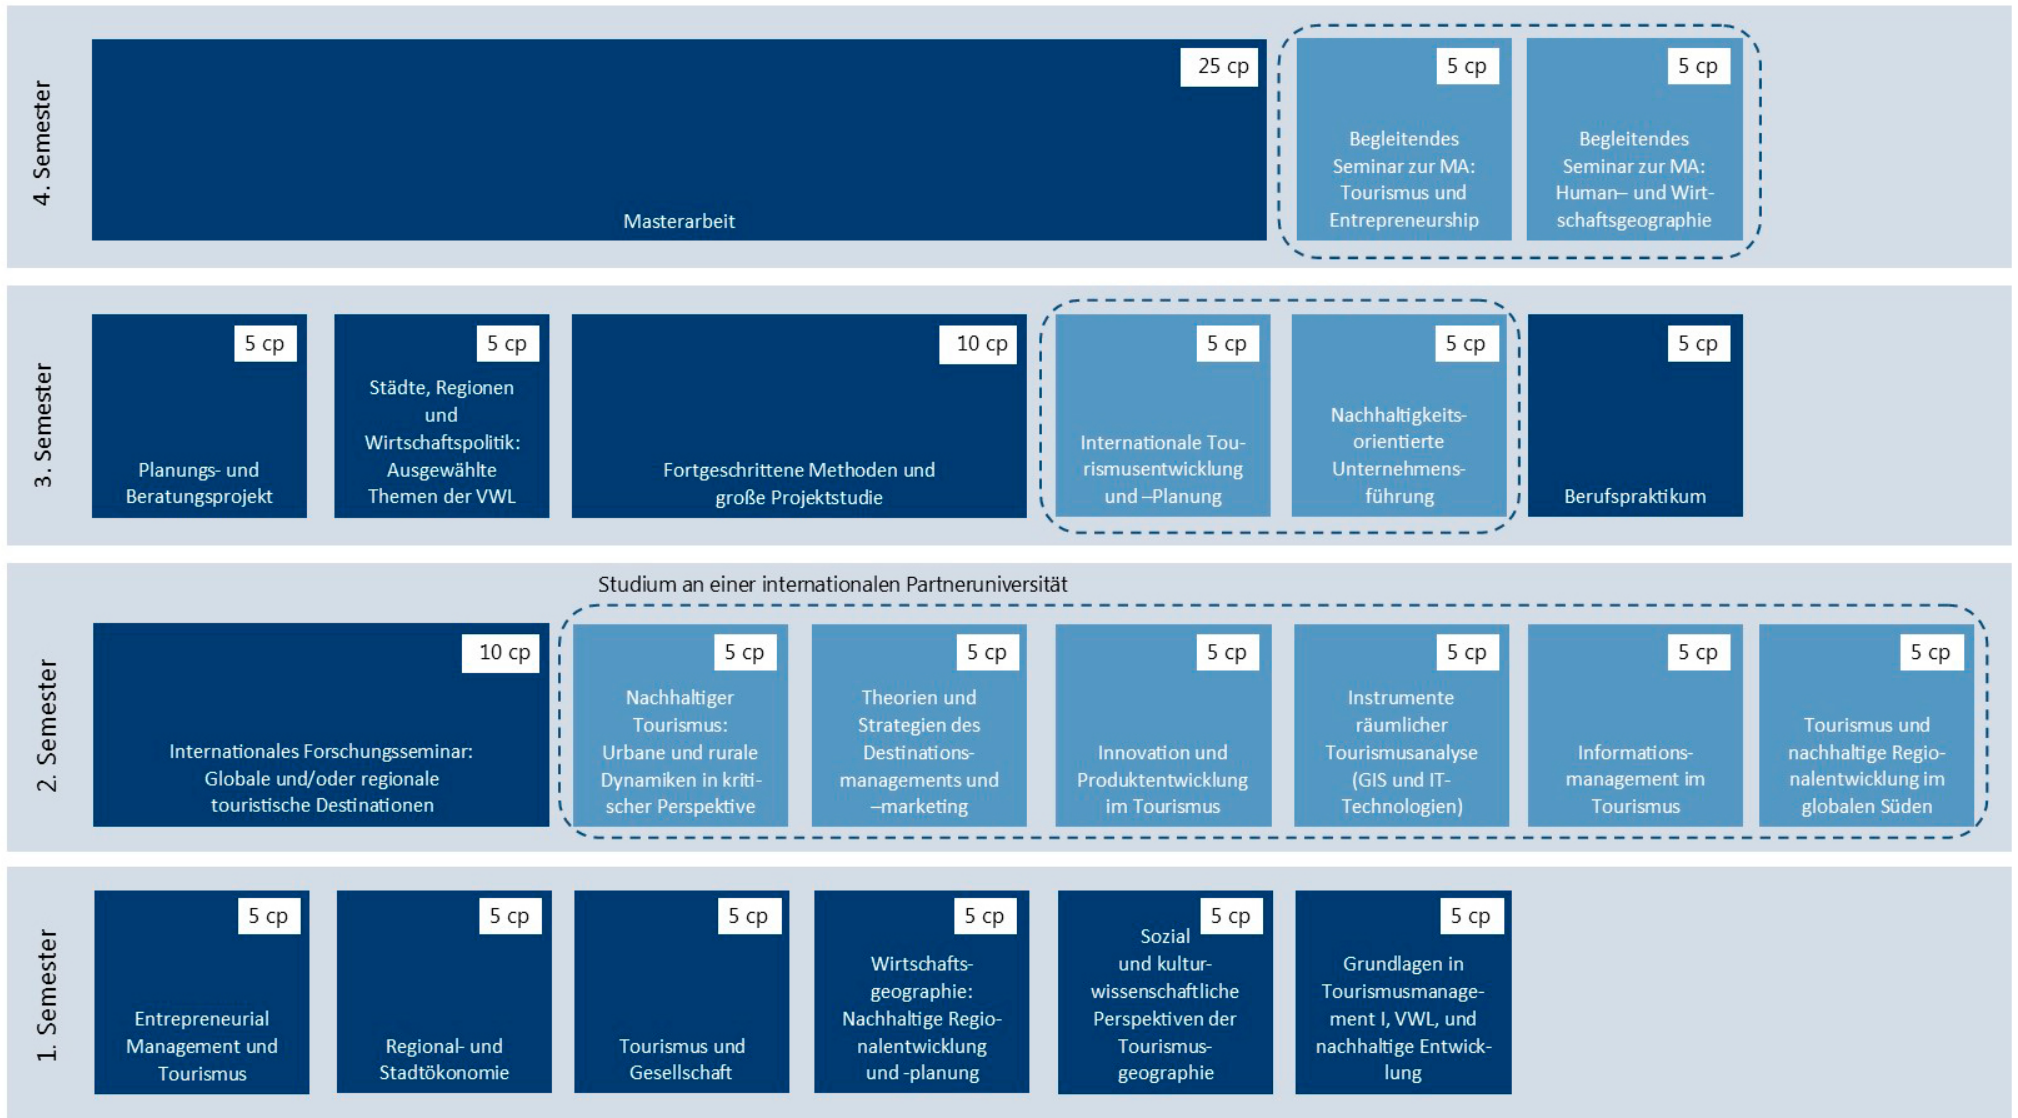 4. Semester
25 cp
Masterarbeit
5 cp
Begleitendes
Seminar zur MA:
Tourismus und
Entrepreneurship
5 cp
Begleitendes
Seminar zur MA:
Human– und Wirt-
schaftsgeographie
3. Semester
5 cp
Planungs- und
Beratungsprojekt
5 cp
Städte, Regionen
und
Wirtschaftspolitik:
Ausgewählte
Themen der VWL
10 cp
Fortgeschrittene Methoden und
große Projektstudie
5 cp
Internationale Tou-
rismusentwicklung
und –Planung
5 cp
Nachhaltigkeits-
orientierte
Unternehmens-
führung
5 cp
Berufspraktikum
2. Semester
Studium an einer internationalen Partneruniversität
10 cp
Internationales Forschungsseminar:
Globale und/oder regionale
touristische Destinationen
5 cp
Nachhaltiger
Tourismus:
Urbane und rurale
Dynamiken in kriti-
scher Perspektive
5 cp
Theorien und
Strategien des
Destinations-
managements und
–marketing
5 cp
Innovation und
Produktentwicklung
im Tourismus
5 cp
Instrumente
räumlicher
Tourismusanalyse
(GIS und IT-
Technologien)
5 cp
Informations-
management im
Tourismus
5 cp
Tourismus und
nachhaltige Regio-
nalentwicklung im
globalen Süden
1. Semester
5 cp
Entrepreneurial
Management und
Tourismus
5 cp
Regional- und
Stadtökonomie
5 cp
Tourismus und
Gesellschaft
5 cp
Wirtschafts-
geographie:
Nachhaltige Regio-
nalentwicklung
und -planung
5 cp
Sozial
und kultur-
wissenschaftliche
Perspektiven der
Tourismus-
geographie
5 cp
Grundlagen in
Tourismusmanage-
ment I, VWL, und
nachhaltige Entwick-
lung